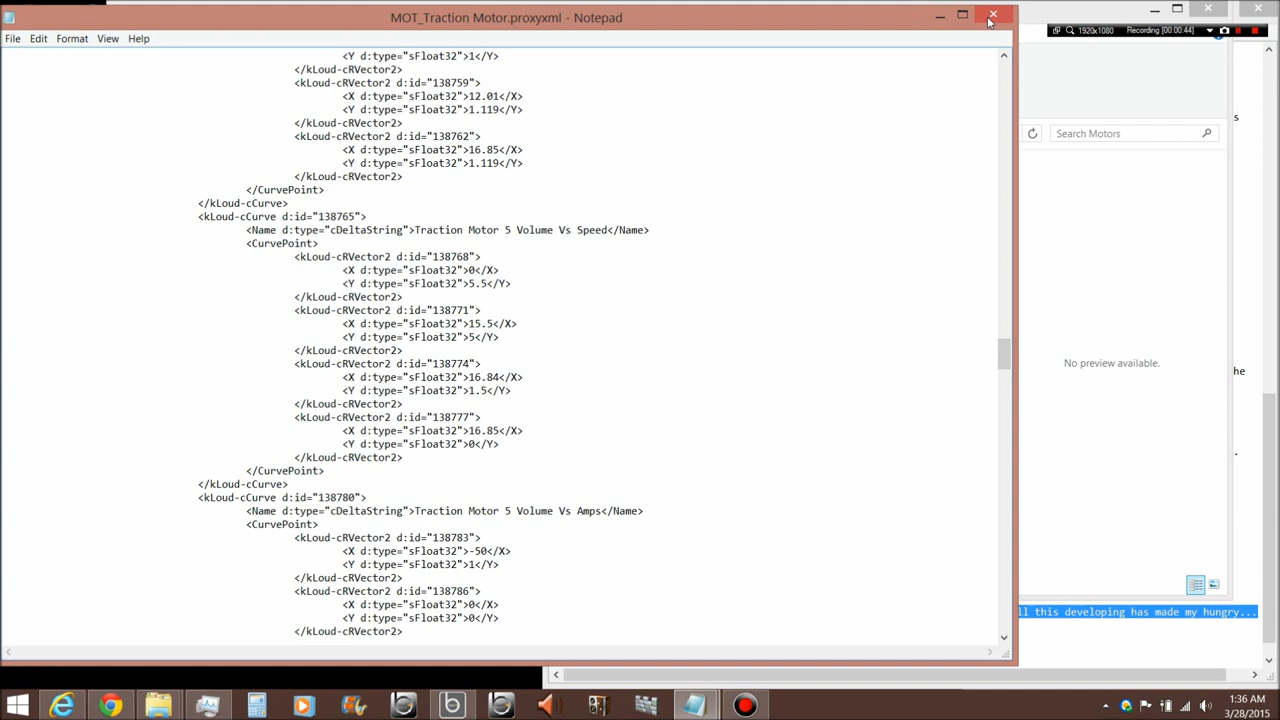 MOT_Traction Motor.proxyxml - Notepad
1920x1080 Recording [00:00:44]
File Edit Format View Help
<Y d:type="sFloat32">1</Y>
</kLoud-cRVector2>
<kLoud-cRVector2 d:id="138759">
<X d:type="sFloat32">12.01</X>
<Y d:type="sFloat32">1.119</Y>
</kLoud-cRVector2>
<kLoud-cRVector2 d:id="138762">
<X d:type="sFloat32">16.85</X>
<Y d:type="sFloat32">1.119</Y>
</kLoud-cRVector2>
</CurvePoint>
</kLoud-cCurve>
<kLoud-cCurve d:id="138765">
<Name d:type="cDeltaString">Traction Motor 5 Volume Vs Speed</Name>
<CurvePoint>
<kLoud-cRVector2 d:id="138768">
<X d:type="sFloat32">0</X>
<Y d:type="sFloat32">5.5</Y>
</kLoud-cRVector2>
<kLoud-cRVector2 d:id="138771">
<X d:type="sFloat32">15.5</X>
<Y d:type="sFloat32">5</Y>
</kLoud-cRVector2>
<kLoud-cRVector2 d:id="138774">
<X d:type="sFloat32">16.84</X>
<Y d:type="sFloat32">1.5</Y>
</kLoud-cRVector2>
<kLoud-cRVector2 d:id="138777">
<X d:type="sFloat32">16.85</X>
<Y d:type="sFloat32">0</Y>
</kLoud-cRVector2>
</CurvePoint>
</kLoud-cCurve>
<kLoud-cCurve d:id="138780">
<Name d:type="cDeltaString">Traction Motor 5 Volume Vs Amps</Name>
<CurvePoint>
<kLoud-cRVector2 d:id="138783">
<X d:type="sFloat32">-50</X>
<Y d:type="sFloat32">1</Y>
</kLoud-cRVector2>
<kLoud-cRVector2 d:id="138786">
<X d:type="sFloat32">0</X>
<Y d:type="sFloat32">0</Y>
</kLoud-cRVector2>
s
Search Motors
No preview available.
he
.
ll this developing has made my hungry...
1:36 AM
3/28/2015